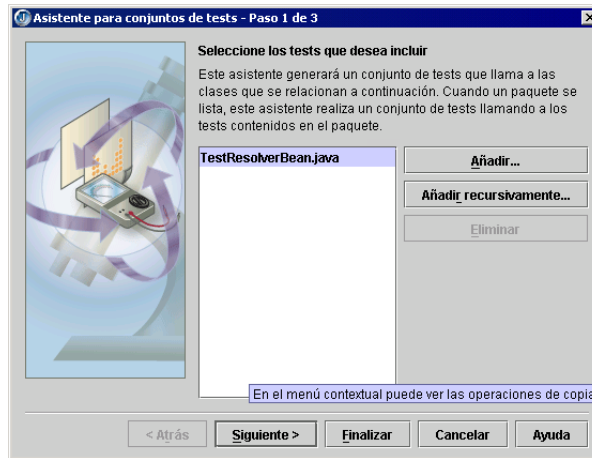 Asistente para conjuntos de tests - Paso 1 de 3
Seleccione los tests que desea incluir
Este asistente generará un conjunto de tests que llama a las
clases que se relacionan a continuación. Cuando un paquete se
lista, este asistente realiza un conjunto de tests llamando a los
tests contenidos en el paquete.
TestResolverBean.java
Añadir...
Añadir recursivamente...
Eliminar
En el menú contextual puede ver las operaciones de copia
< Atrás
Siguiente >
Finalizar
Cancelar
Ayuda